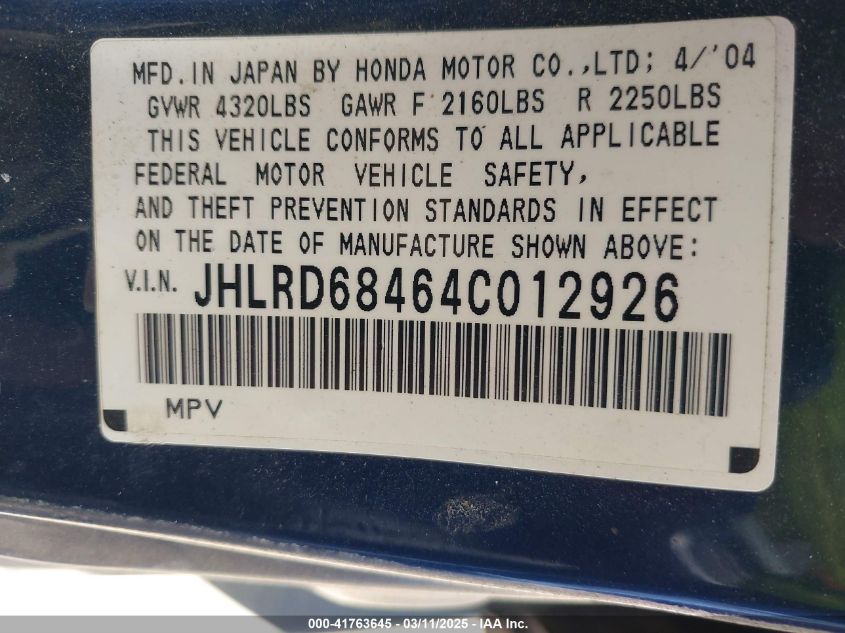 MFD. IN JAPAN BY HONDA MOTOR CO.,LTD; 4/'04
GVWR 4320LBS GAWR F 2160LBS R 2250LBS
THIS VEHICLE CONFORMS TO ALL APPLICABLE
FEDERAL MOTOR VEHICLE SAFETY,
AND THEFT PREVENTION STANDARDS IN EFFECT
ON THE DATE OF MANUFACTURE SHOWN ABOVE:
V.I.N. JHLRD68464C012926
MPV
000-41763645 - 03/11/2025 - IAA Inc.